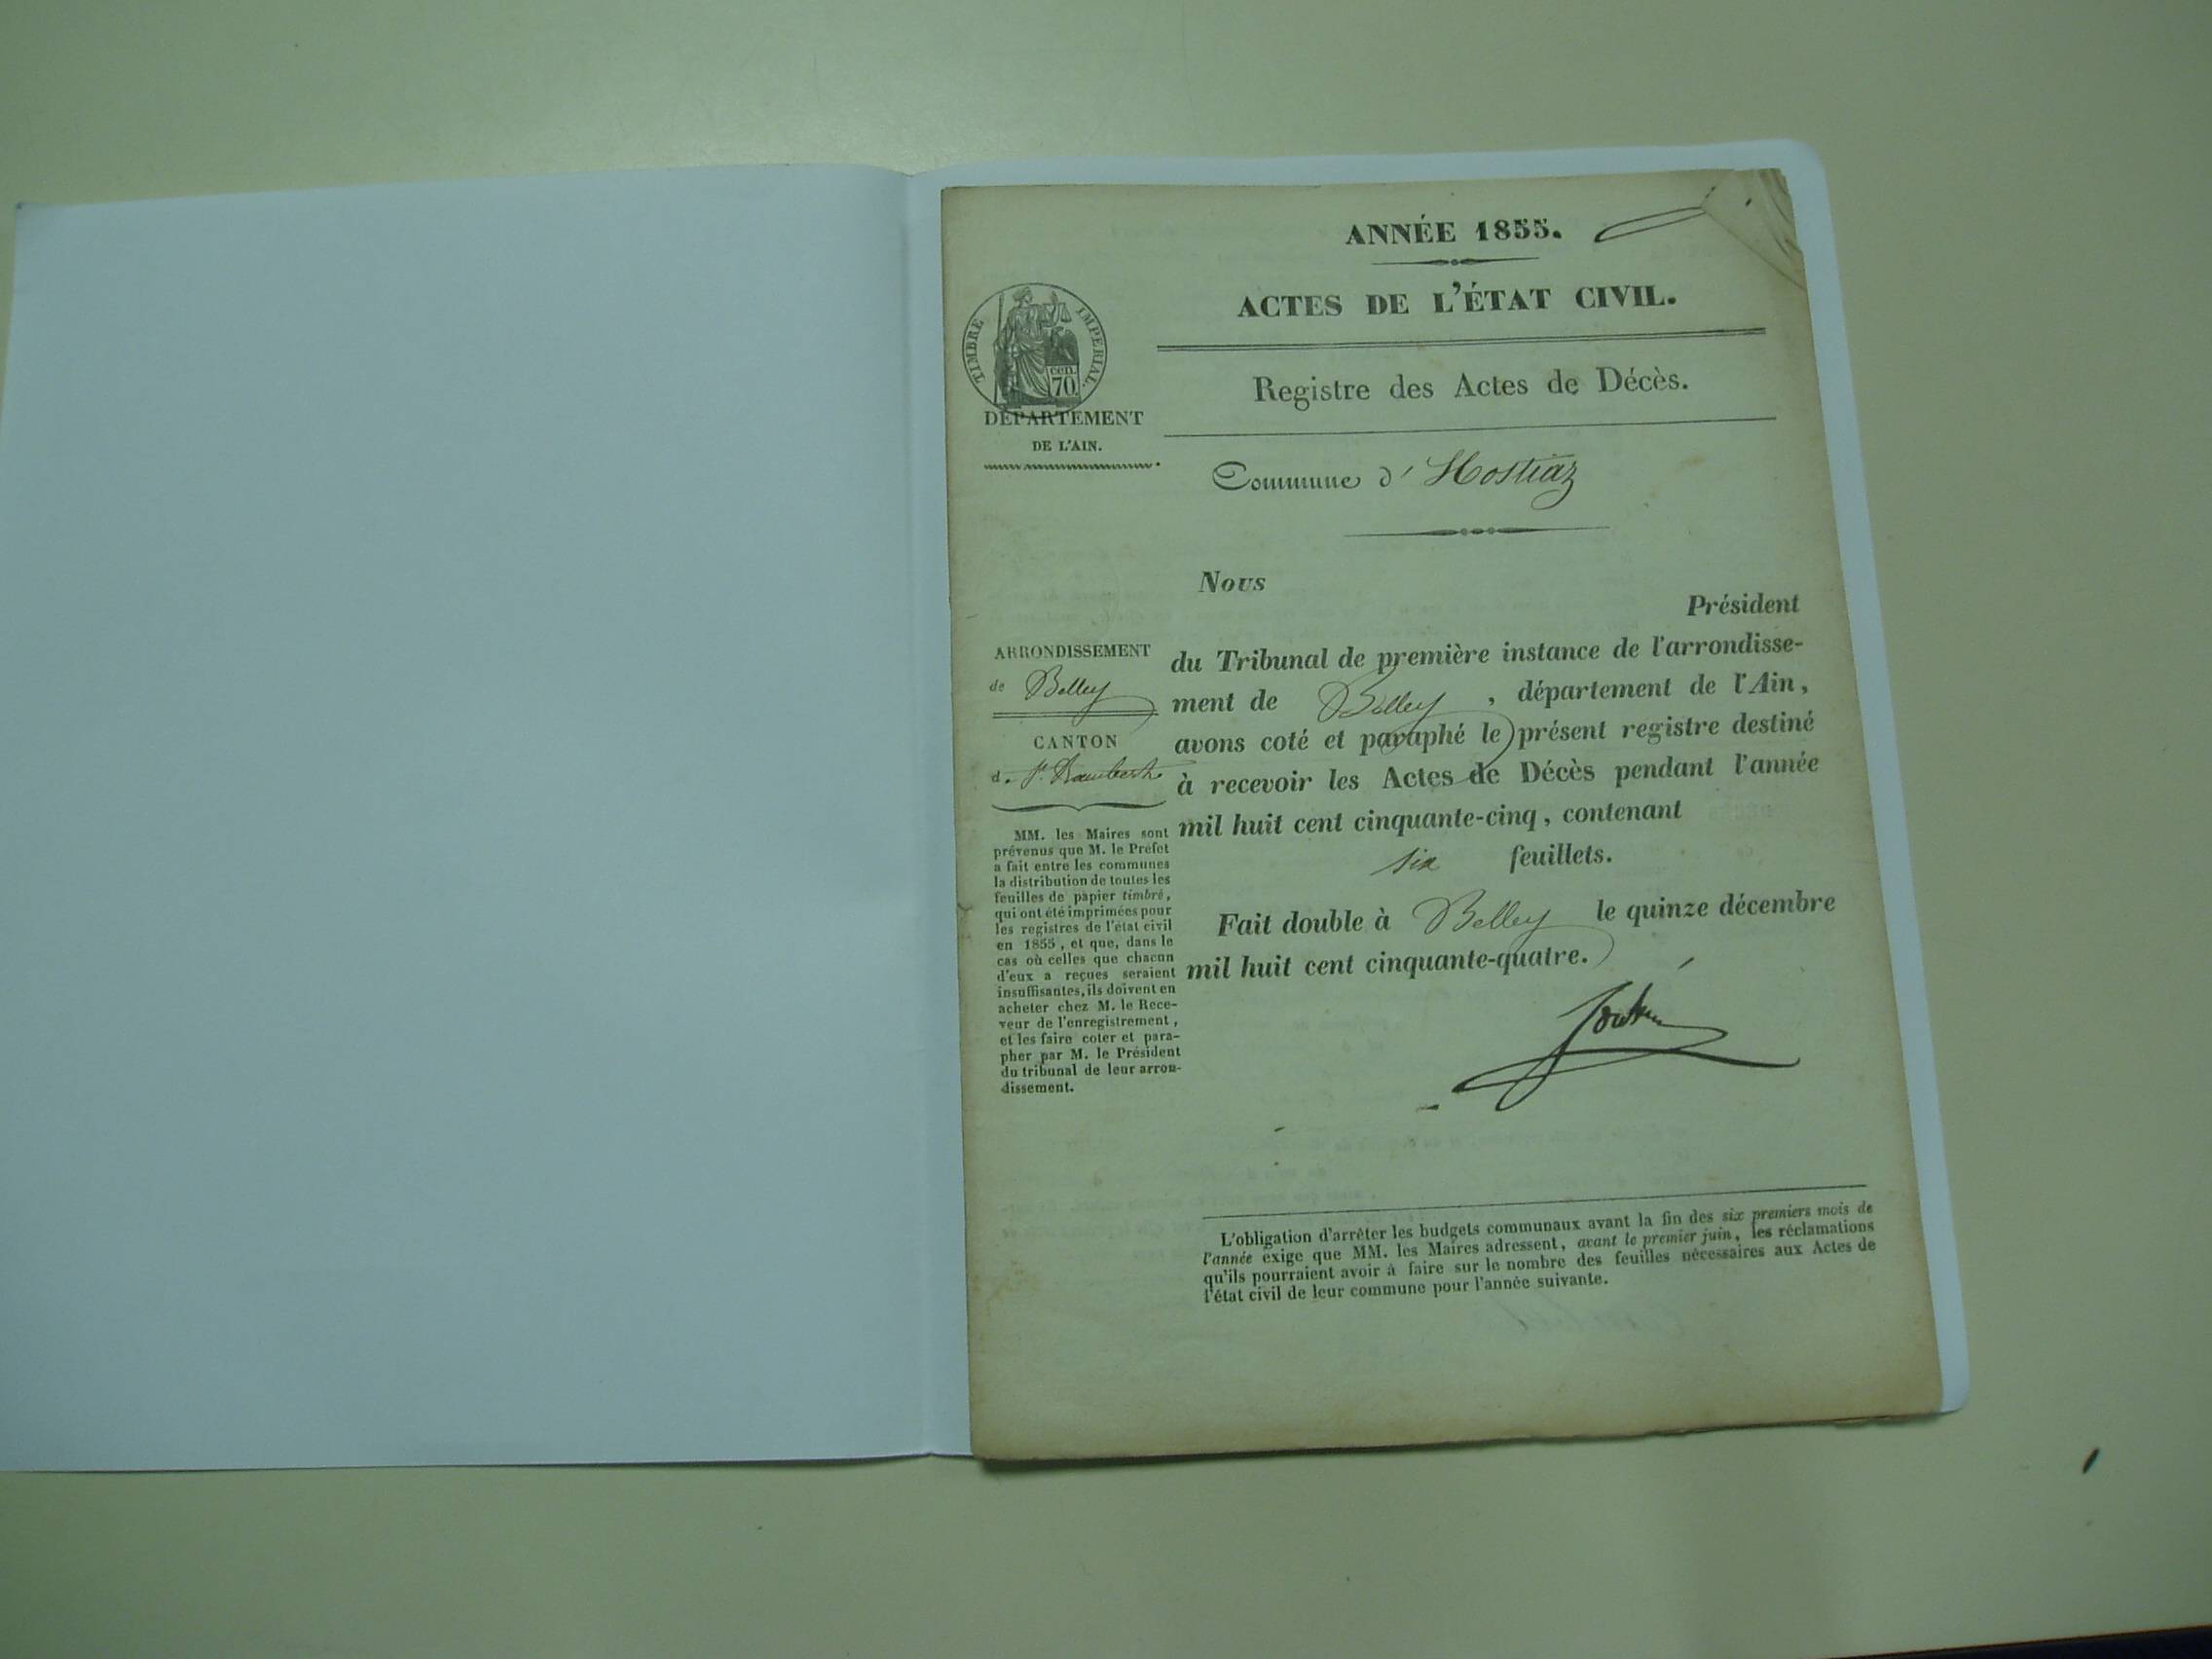 ANNÉE 1855.
ACTES DE L'ÉTAT CIVIL.
Registre des Actes de Décès.
TIMBRE IMPERIAL.
cen.
70
DÉPARTEMENT
DE L'AIN.
Commune d' Hostiaz
Nous
Président
du Tribunal de première instance de l'arrondisse-
ment de Belley, département de l'Ain,
avons coté et paraphé le présent registre destiné
à recevoir les Actes de Décès pendant l'année
mil huit cent cinquante-cinq, contenant
six feuillets.
Fait double à Belley le quinze décembre
mil huit cent cinquante-quatre.
ARRONDISSEMENT
de Belley
CANTON
d. St. Rambert
MM. les Maires sont
prévenus que M. le Préfet
a fait entre les communes
la distribution de toutes les
feuilles de papier timbré,
qui ont été imprimées pour
les registres de l'état civil
en 1855, et que, dans le
cas où celles que chacun
d'eux a reçues seraient
insuffisantes, ils doivent en
acheter chez M. le Rece-
veur de l'enregistrement,
et les faire coter et para-
pher par M. le Président
du tribunal de leur arron-
dissement.
L'obligation d'arrêter les budgets communaux avant la fin des six premiers mois de
l'année exige que MM. les Maires adressent, avant le premier juin, les réclamations
qu'ils pourraient avoir à faire sur le nombre des feuilles nécessaires aux Actes de
l'état civil de leur commune pour l'année suivante.